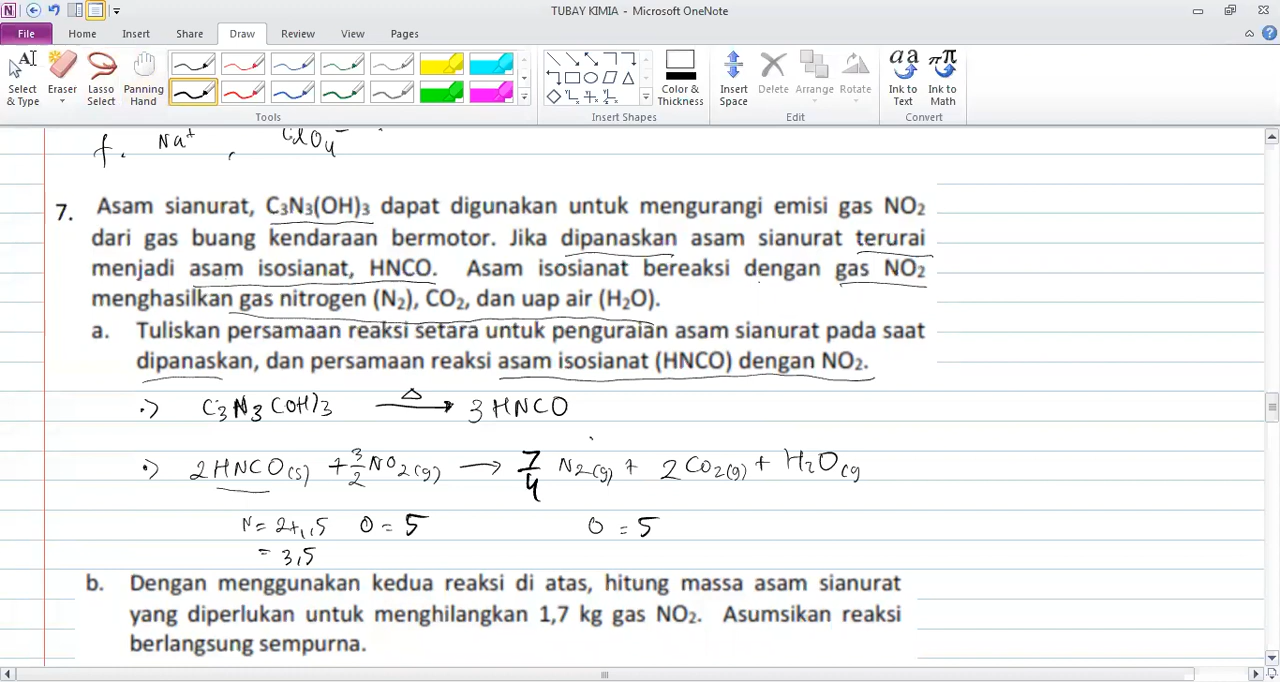 TUBAY KIMIA - Microsoft OneNote
File Home Insert Share Draw Review View Pages
Select & Type
Eraser
Lasso Select
Panning Hand
Color & Thickness
Insert Space
Delete
Arrange
Rotate
Ink to Text
Ink to Math
Tools
Insert Shapes
Edit
Convert
f. Na⁺ , ClO₄⁻
7. Asam sianurat, C₃N₃(OH)₃ dapat digunakan untuk mengurangi emisi gas NO₂
dari gas buang kendaraan bermotor. Jika dipanaskan asam sianurat terurai
menjadi asam isosianat, HNCO. Asam isosianat bereaksi dengan gas NO₂
menghasilkan gas nitrogen (N₂), CO₂, dan uap air (H₂O).
a. Tuliskan persamaan reaksi setara untuk penguraian asam sianurat pada saat
dipanaskan, dan persamaan reaksi asam isosianat (HNCO) dengan NO₂.
•> C₃N₃(OH)₃ —Δ→ 3 HNCO
•> 2 HNCO(s) + 3/2 NO₂(g) → 7/4 N₂(g) + 2 CO₂(g) + H₂O(g
N = 2+1,5 O = 5 O = 5
= 3,5
b. Dengan menggunakan kedua reaksi di atas, hitung massa asam sianurat
yang diperlukan untuk menghilangkan 1,7 kg gas NO₂. Asumsikan reaksi
berlangsung sempurna.